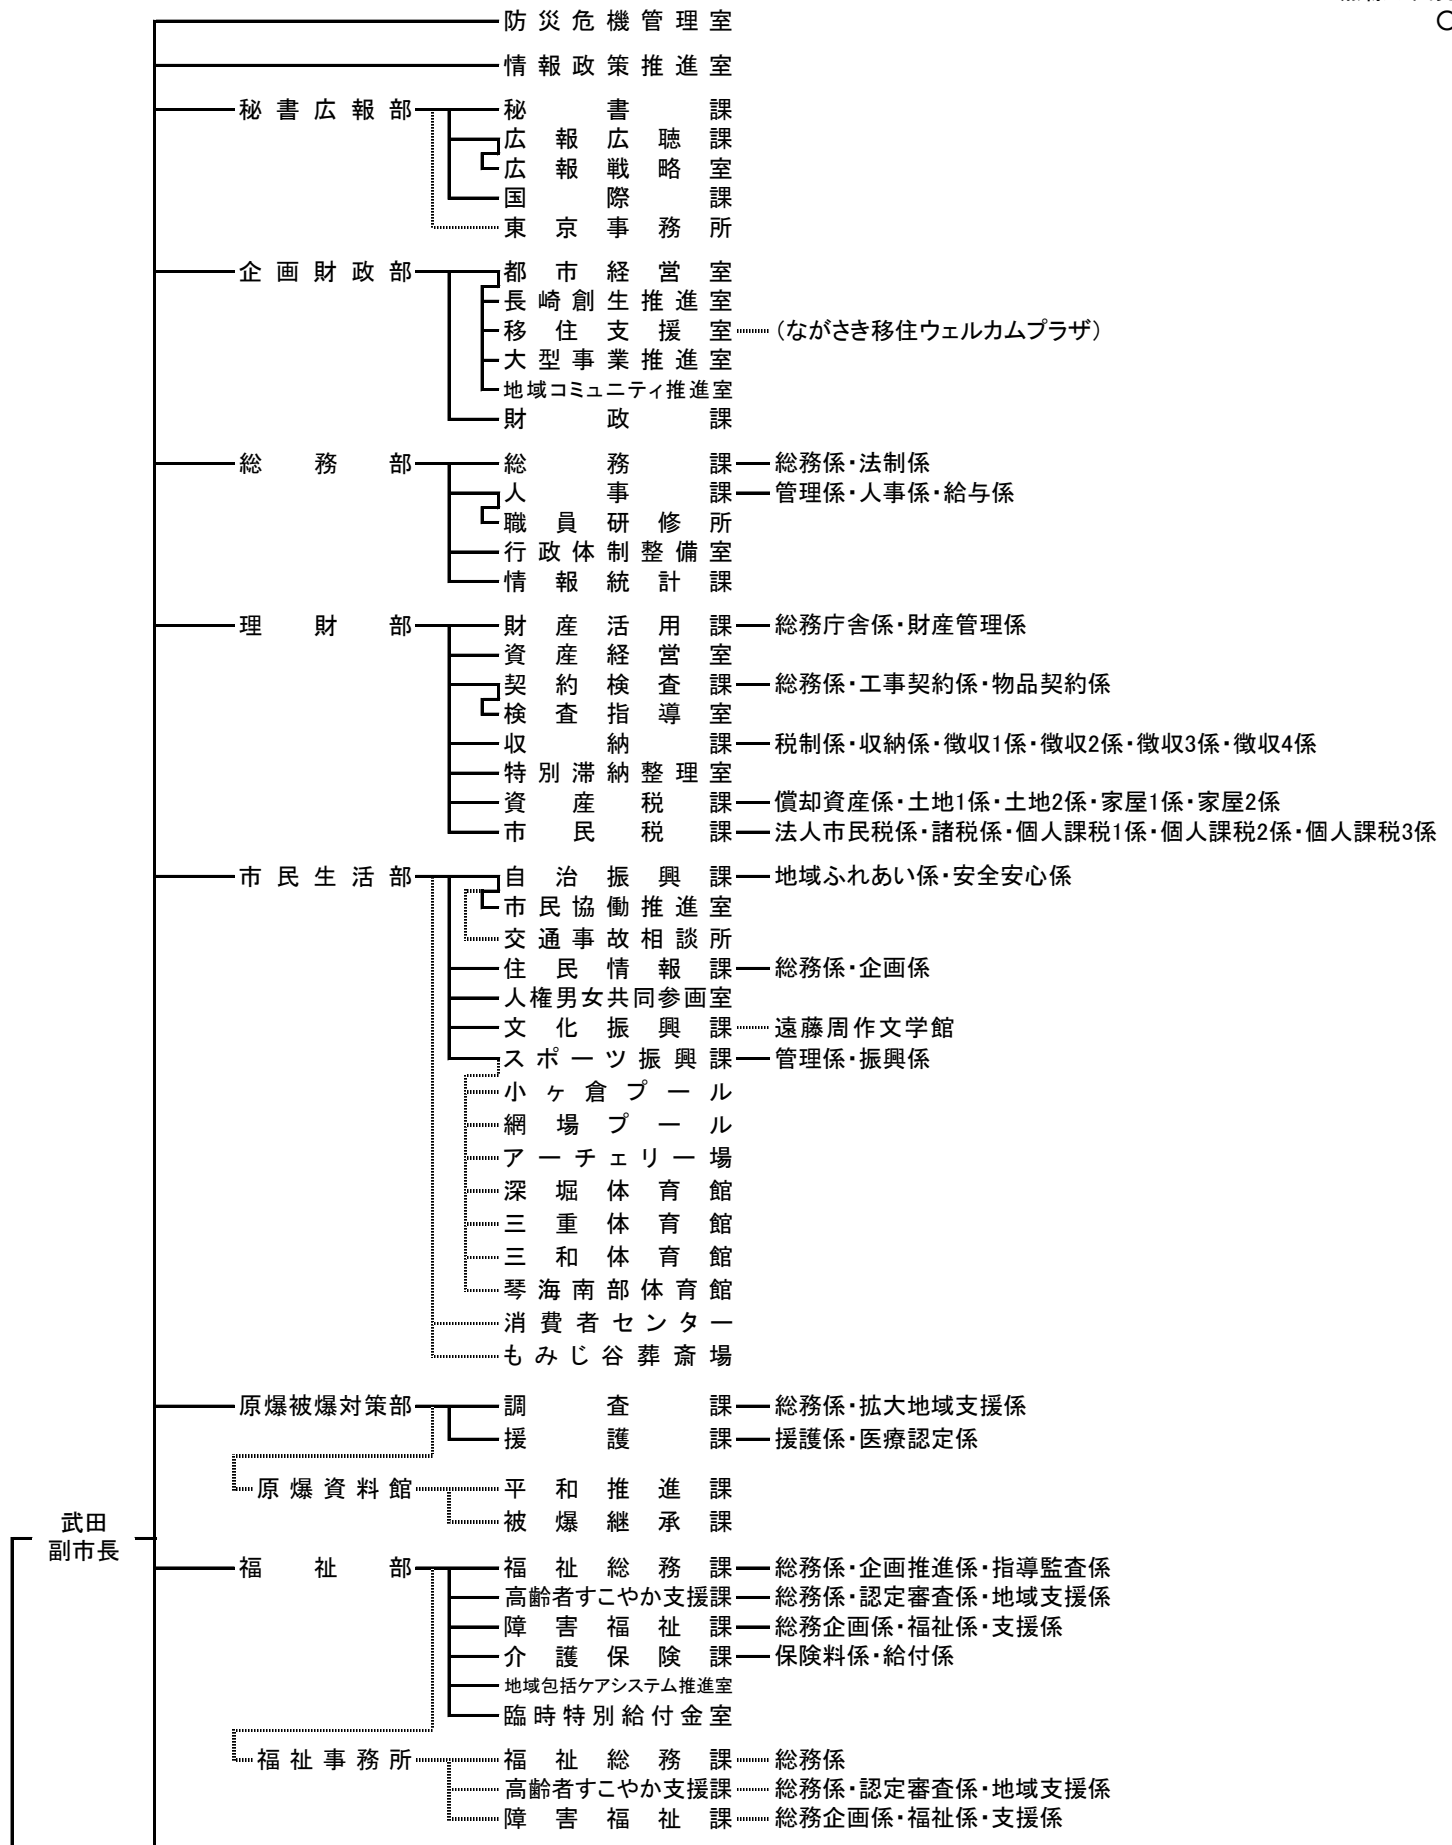 ○
防災危機管理室
情報政策推進室
秘書広報部 秘書課
広報広聴課
広報戦略室
国際課
東京事務所
企画財政部 都市経営室
長崎創生推進室
移住支援室 (ながさき移住ウェルカムプラザ)
大型事業推進室
地域コミュニティ推進室
財政課
総務部 総務課 総務係・法制係
人事課 管理係・人事係・給与係
職員研修所
行政体制整備室
情報統計課
理財部 財産活用課 総務庁舎係・財産管理係
資産経営室
契約検査課 総務係・工事契約係・物品契約係
検査指導室
収納課 税制係・収納係・徴収1係・徴収2係・徴収3係・徴収4係
特別滞納整理室
資産税課 償却資産係・土地1係・土地2係・家屋1係・家屋2係
市民税課 法人市民税係・諸税係・個人課税1係・個人課税2係・個人課税3係
市民生活部 自治振興課 地域ふれあい係・安全安心係
市民協働推進室
交通事故相談所
住民情報課 総務係・企画係
人権男女共同参画室
文化振興課 遠藤周作文学館
スポーツ振興課 管理係・振興係
小ヶ倉プール
網場プール
アーチェリー場
深堀体育館
三重体育館
三和体育館
琴海南部体育館
消費者センター
もみじ谷葬斎場
原爆被爆対策部 調査課 総務係・拡大地域支援係
援護課 援護係・医療認定係
原爆資料館 平和推進課
被爆継承課
武田
副市長
福祉部 福祉総務課 総務係・企画推進係・指導監査係
高齢者すこやか支援課 総務係・認定審査係・地域支援係
障害福祉課 総務企画係・福祉係・支援係
介護保険課 保険料係・給付係
地域包括ケアシステム推進室
臨時特別給付金室
福祉事務所 福祉総務課 総務係
高齢者すこやか支援課 総務係・認定審査係・地域支援係
障害福祉課 総務企画係・福祉係・支援係